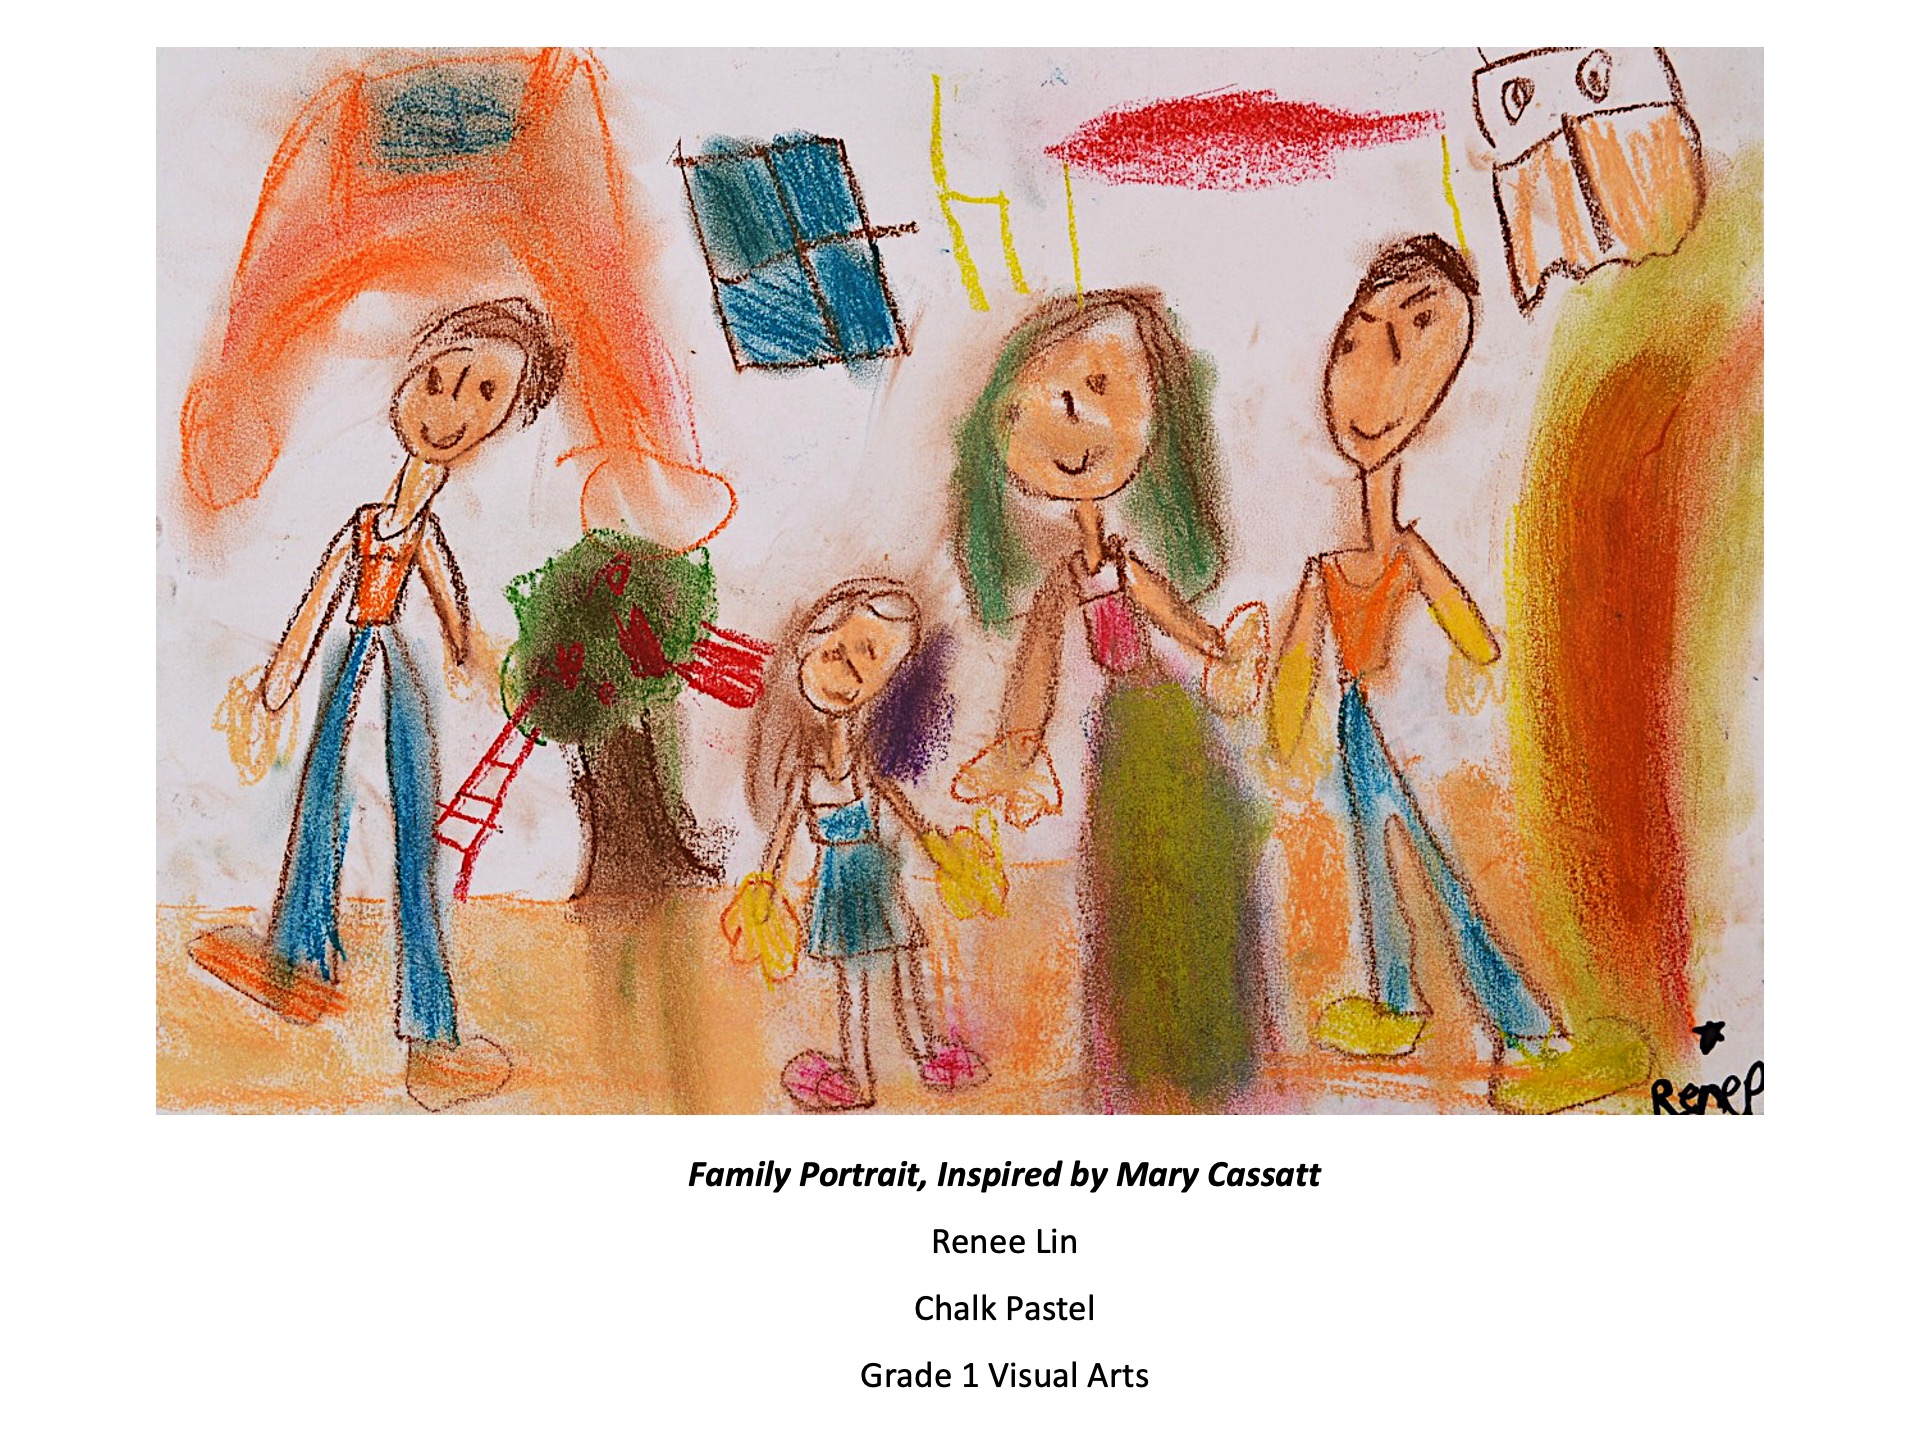 Renee
Family Portrait, Inspired by Mary Cassatt
Renee Lin
Chalk Pastel
Grade 1 Visual Arts